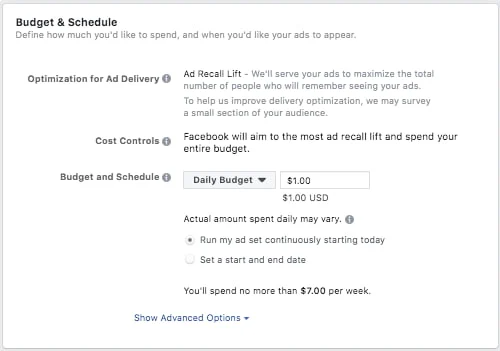 Budget & Schedule
Define how much you'd like to spend, and when you'd like your ads to appear.
Optimization for Ad Delivery
Ad Recall Lift - We'll serve your ads to maximize the total
number of people who will remember seeing your ads.
To help us improve delivery optimization, we may survey
a small section of your audience.
Cost Controls
Facebook will aim to the most ad recall lift and spend your
entire budget.
Budget and Schedule
Daily Budget
$1.00
$1.00 USD
Actual amount spent daily may vary.
Run my ad set continuously starting today
Set a start and end date
You'll spend no more than $7.00 per week.
Show Advanced Options